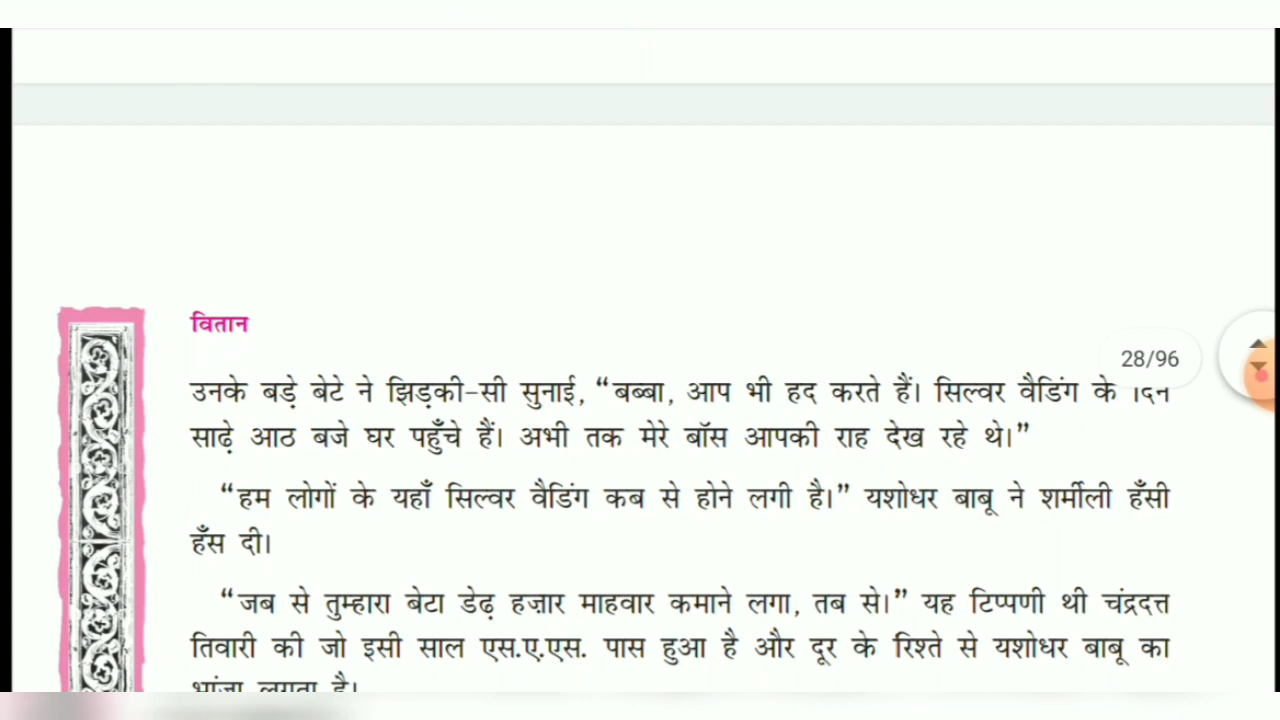 वितान
28/96
उनके बड़े बेटे ने झिड़की-सी सुनाई, “बब्बा, आप भी हद करते हैं। सिल्वर वैडिंग के दिन
साढ़े आठ बजे घर पहुँचे हैं। अभी तक मेरे बॉस आपकी राह देख रहे थे।”
“हम लोगों के यहाँ सिल्वर वैडिंग कब से होने लगी है।” यशोधर बाबू ने शर्मीली हँसी
हँस दी।
“जब से तुम्हारा बेटा डेढ़ हज़ार माहवार कमाने लगा, तब से।” यह टिप्पणी थी चंद्रदत्त
तिवारी की जो इसी साल एस.ए.एस. पास हुआ है और दूर के रिश्ते से यशोधर बाबू का
भांजा लगता है।